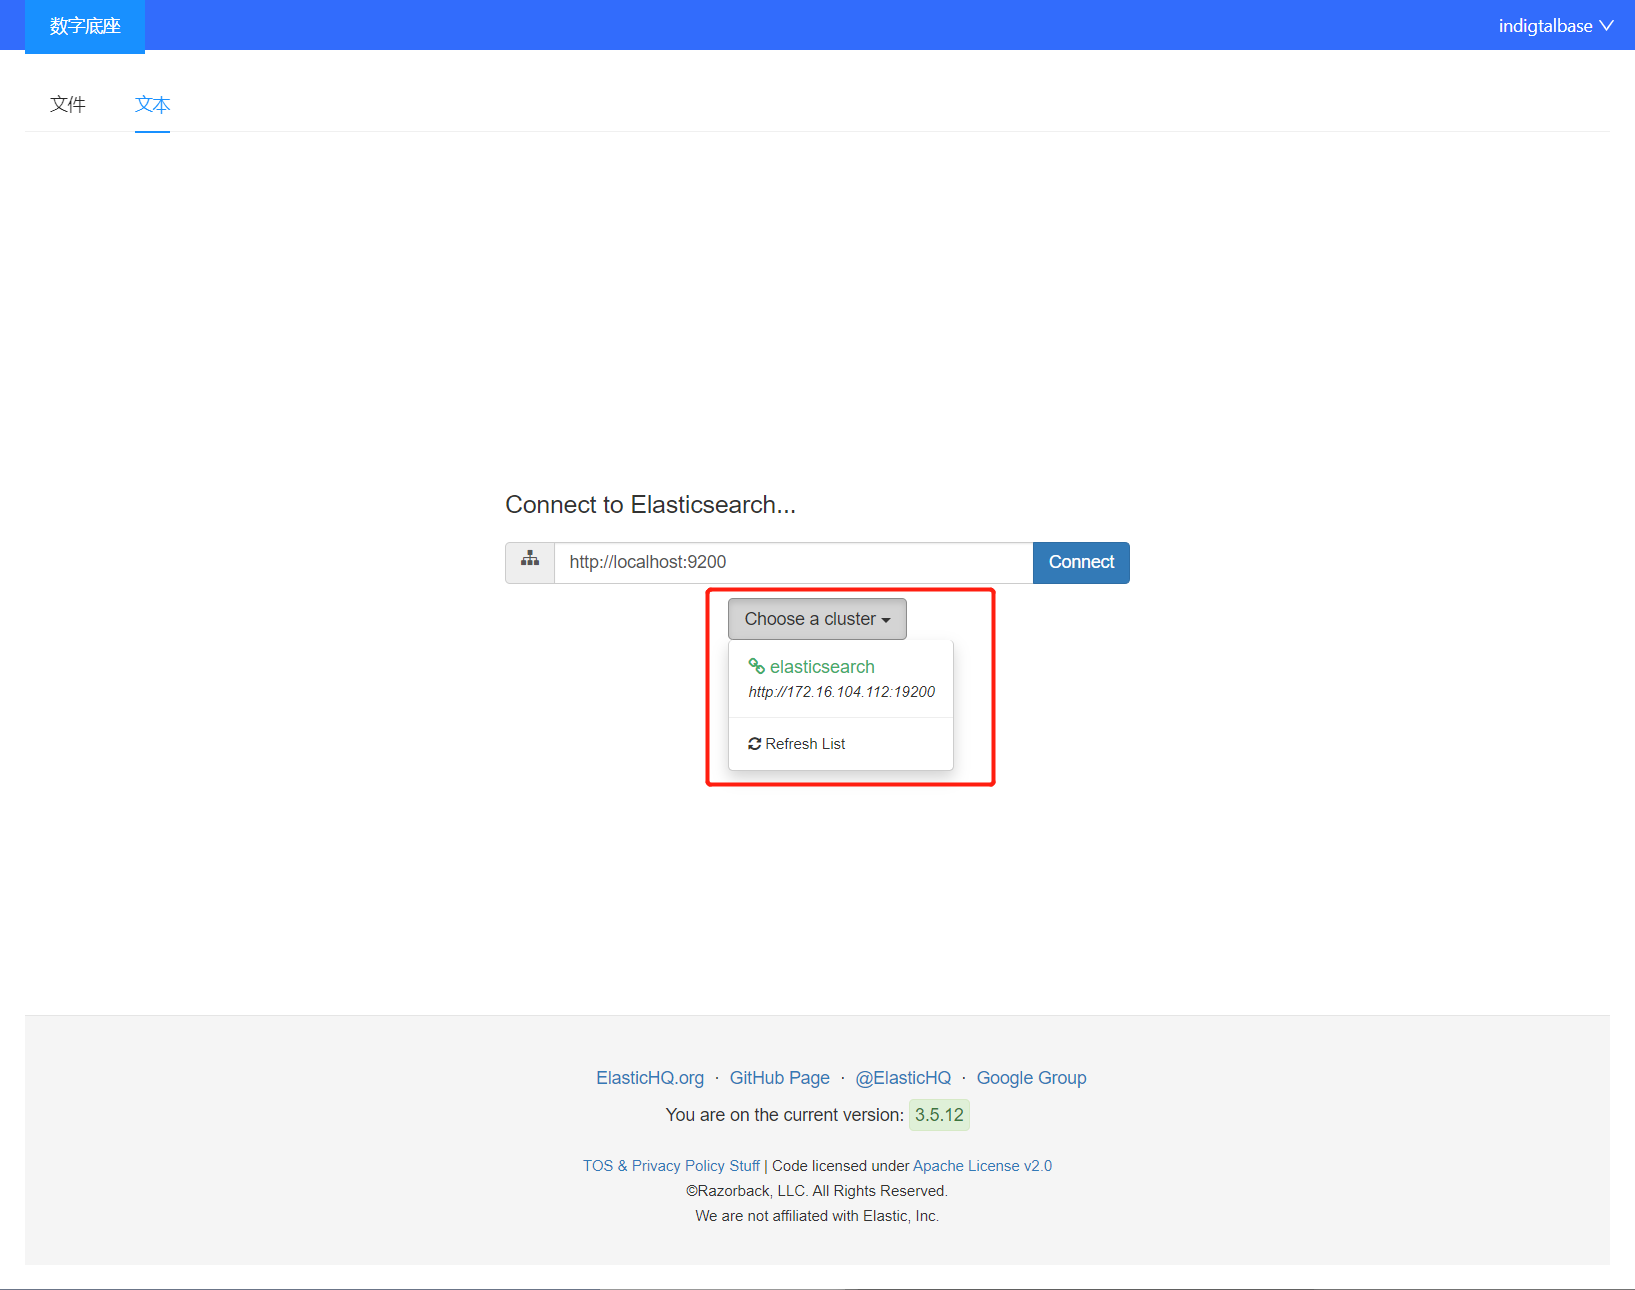 数字底座
indigtalbase
文件 文本
Connect to Elasticsearch...
http://localhost:9200 Connect
Choose a cluster
elasticsearch
http://172.16.104.112:19200
Refresh List
ElasticHQ.org · GitHub Page · @ElasticHQ · Google Group
You are on the current version: 3.5.12
TOS & Privacy Policy Stuff | Code licensed under Apache License v2.0
©Razorback, LLC. All Rights Reserved.
We are not affiliated with Elastic, Inc.